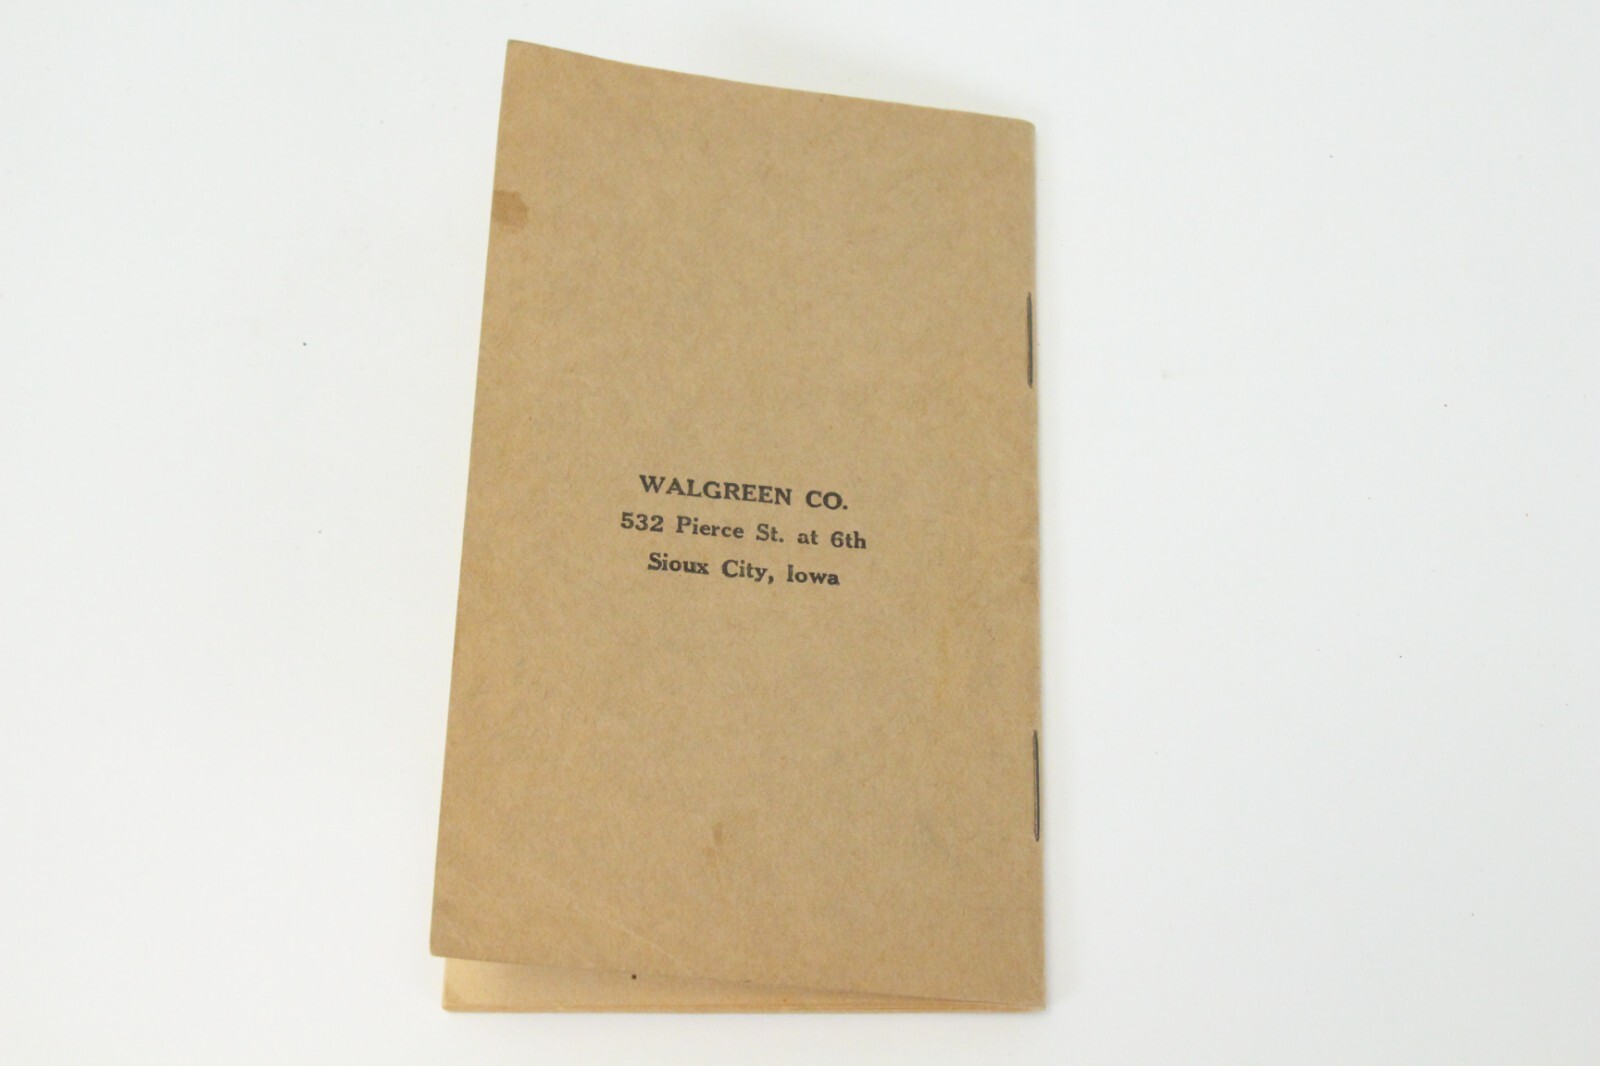 WALGREEN CO.
532 Pierce St. at 6th
Sioux City, Iowa